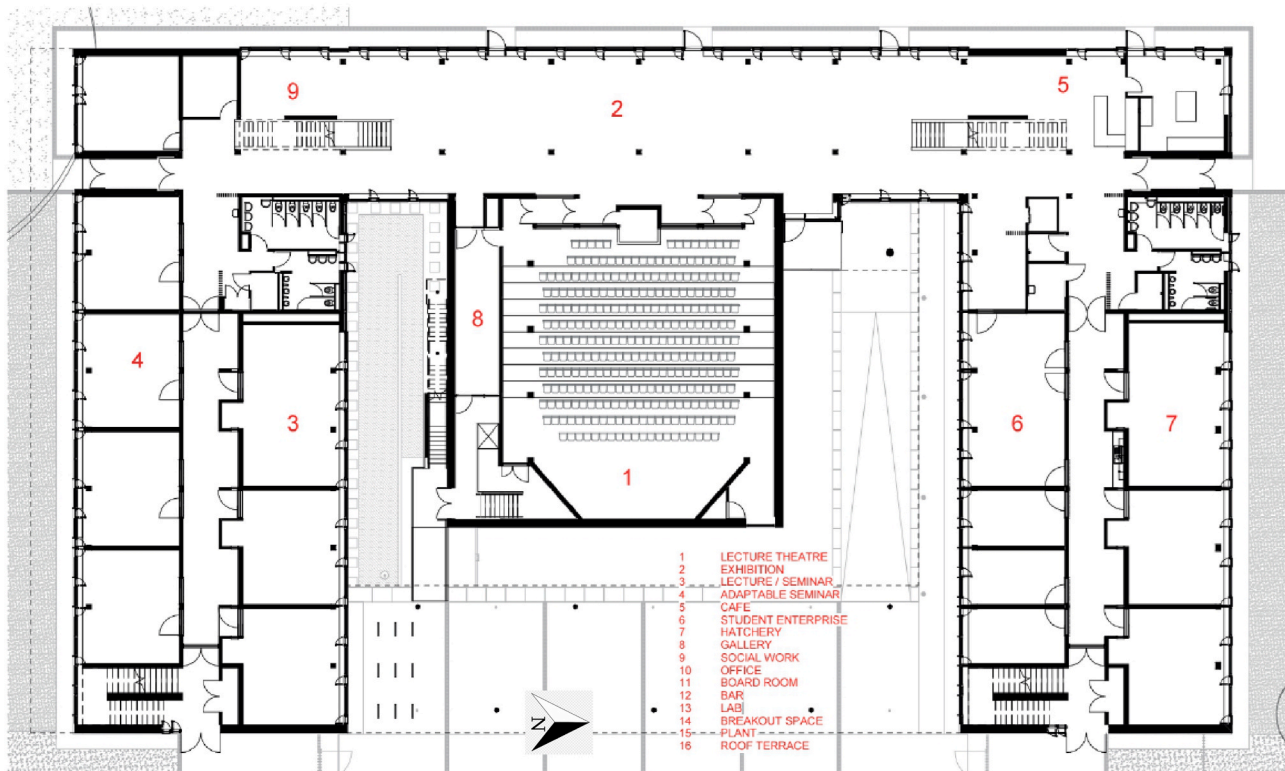 9
2
5
8
4
3
6
7
1
1 LECTURE THEATRE
2 EXHIBITION
3 LECTURE / SEMINAR
4 ADAPTABLE SEMINAR
5 CAFE
6 STUDENT ENTERPRISE
7 HATCHERY
8 GALLERY
9 SOCIAL WORK
10 OFFICE
11 BOARD ROOM
12 BAR
13 LAB
14 BREAKOUT SPACE
15 PLANT
16 ROOF TERRACE
N